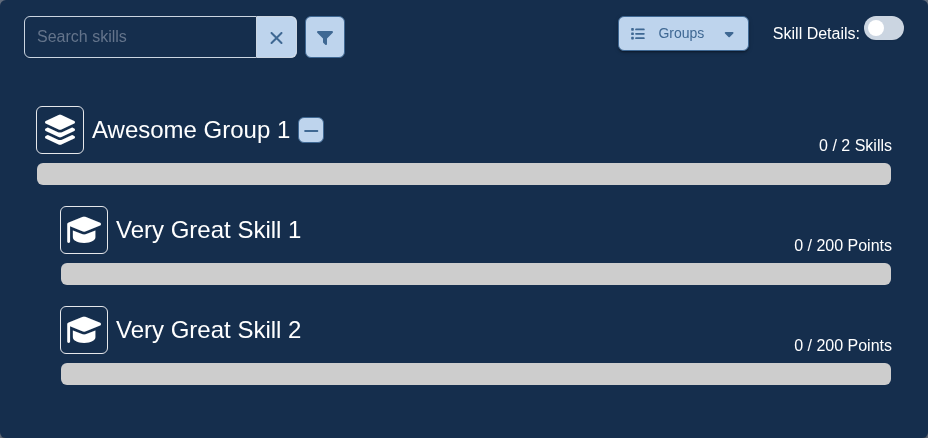 Search skills
Groups
Skill Details:
Awesome Group 1
0 / 2 Skills
Very Great Skill 1
0 / 200 Points
Very Great Skill 2
0 / 200 Points